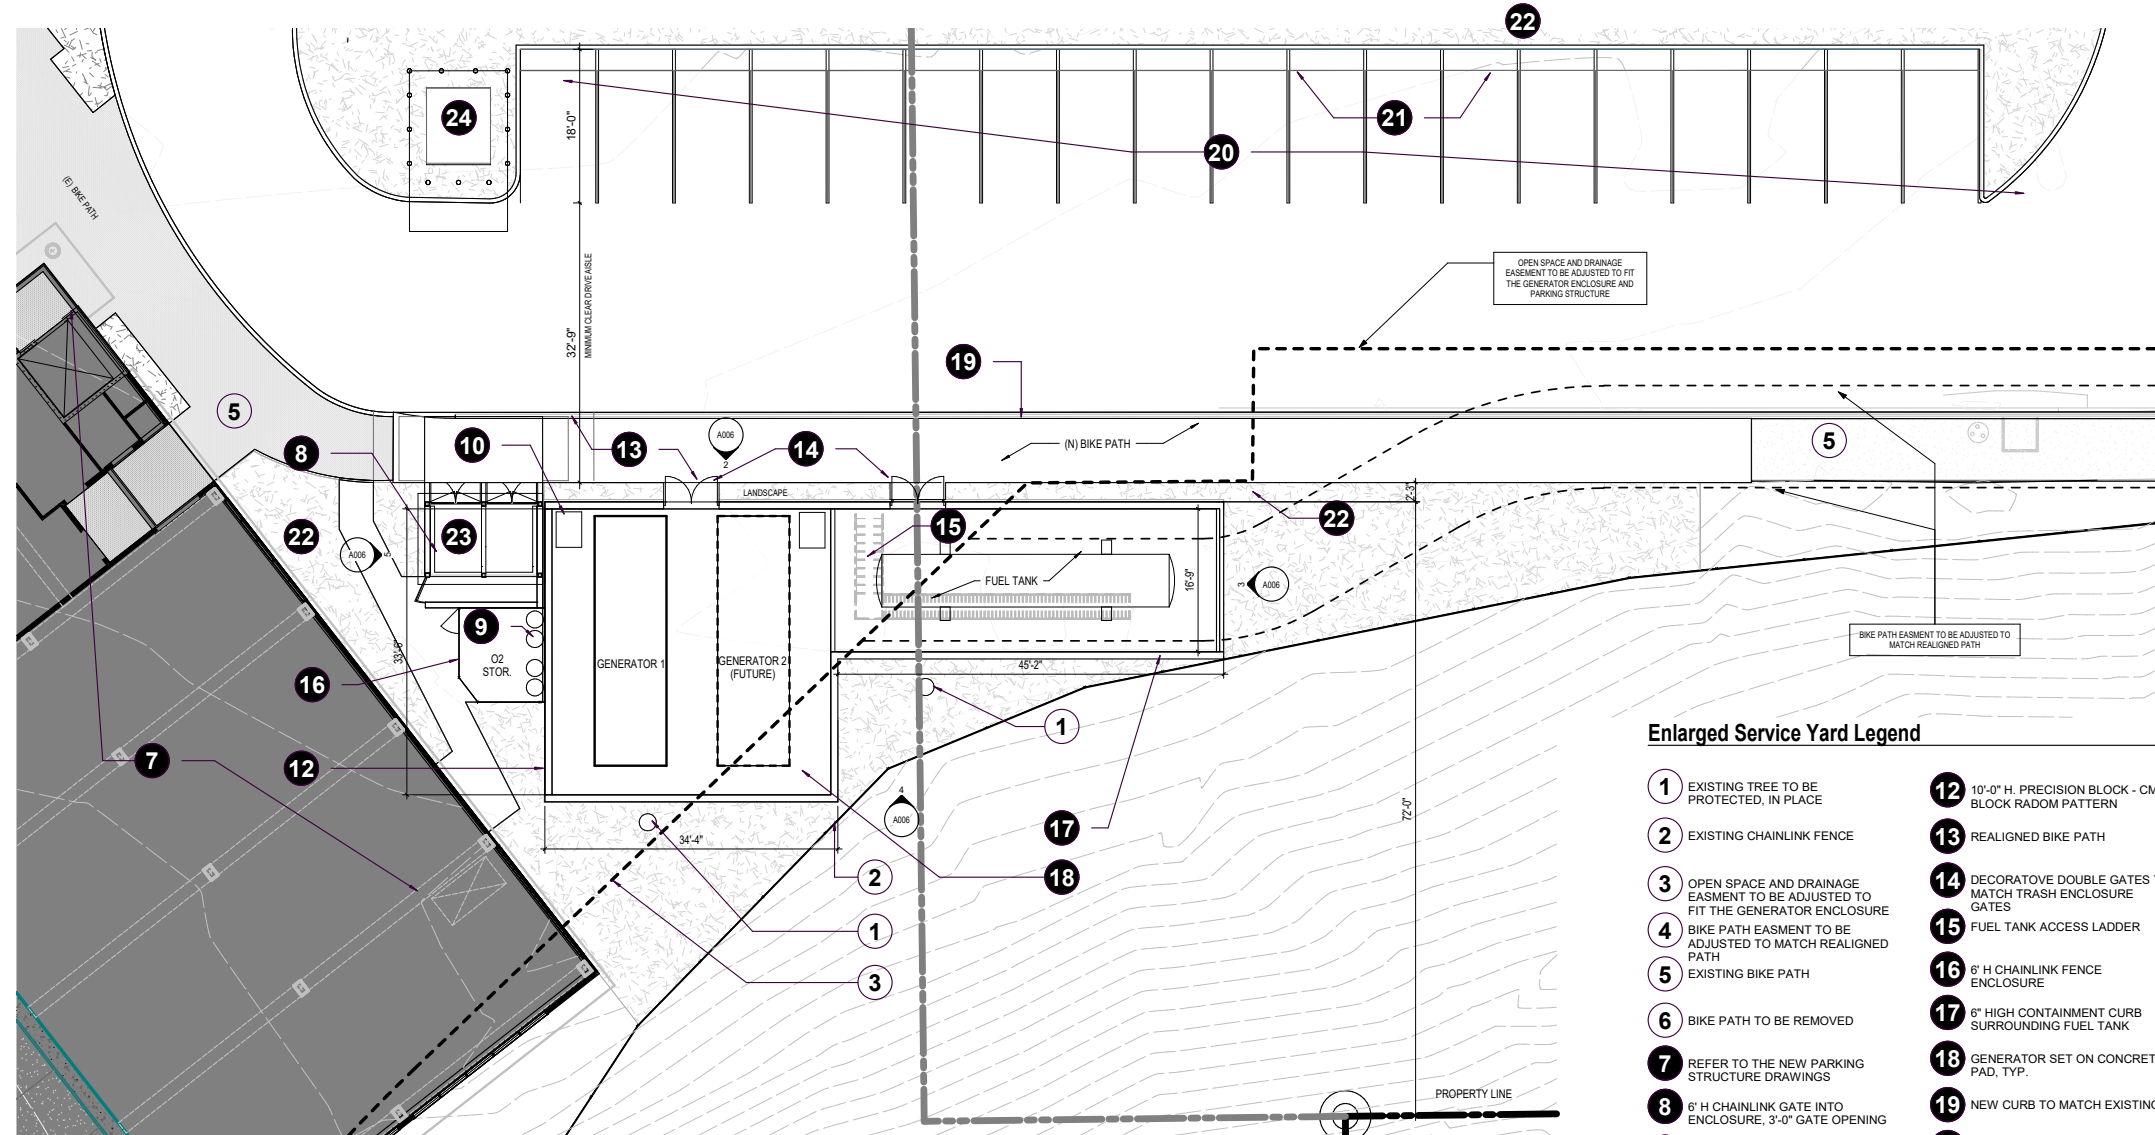 22
24
18'-0"
21
20
(E) BIKE PATH
MINIMUM CLEAR DRIVE AISLE
32'-9"
OPEN SPACE AND DRAINAGE
EASEMENT TO BE ADJUSTED TO FIT
THE GENERATOR ENCLOSURE AND
PARKING STRUCTURE
19
5
10
13
A006
2
14
(N) BIKE PATH
5
8
LANDSCAPE
2'-3"
22
23
15
22
A006
5
FUEL TANK
16'-9"
3
A006
9
O2
STOR.
33'-6"
GENERATOR 1
GENERATOR 2
(FUTURE)
45'-2"
BIKE PATH EASMENT TO BE ADJUSTED TO
MATCH REALIGNED PATH
16
1
7
12
4
A006
72'-0"
17
34'-4"
2
18
1
3
PROPERTY LINE
Enlarged Service Yard Legend
1 EXISTING TREE TO BE
PROTECTED, IN PLACE
2 EXISTING CHAINLINK FENCE
3 OPEN SPACE AND DRAINAGE
EASMENT TO BE ADJUSTED TO
FIT THE GENERATOR ENCLOSURE
4 BIKE PATH EASMENT TO BE
ADJUSTED TO MATCH REALIGNED
PATH
5 EXISTING BIKE PATH
6 BIKE PATH TO BE REMOVED
7 REFER TO THE NEW PARKING
STRUCTURE DRAWINGS
8 6' H CHAINLINK GATE INTO
ENCLOSURE, 3'-0" GATE OPENING
12 10'-0" H. PRECISION BLOCK - CM
BLOCK RADOM PATTERN
13 REALIGNED BIKE PATH
14 DECORATOVE DOUBLE GATES
MATCH TRASH ENCLOSURE
GATES
15 FUEL TANK ACCESS LADDER
16 6' H CHAINLINK FENCE
ENCLOSURE
17 6" HIGH CONTAINMENT CURB
SURROUNDING FUEL TANK
18 GENERATOR SET ON CONCRET
PAD, TYP.
19 NEW CURB TO MATCH EXISTING